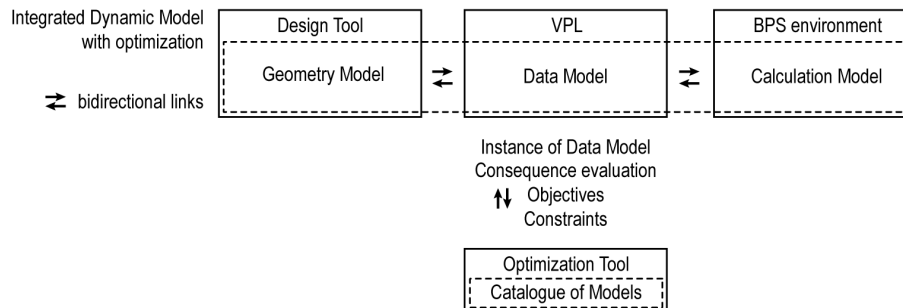 Integrated Dynamic Model
with optimization
bidirectional links
Design Tool
Geometry Model
VPL
Data Model
BPS environment
Calculation Model
Instance of Data Model
Consequence evaluation
Objectives
Constraints
Optimization Tool
Catalogue of Models